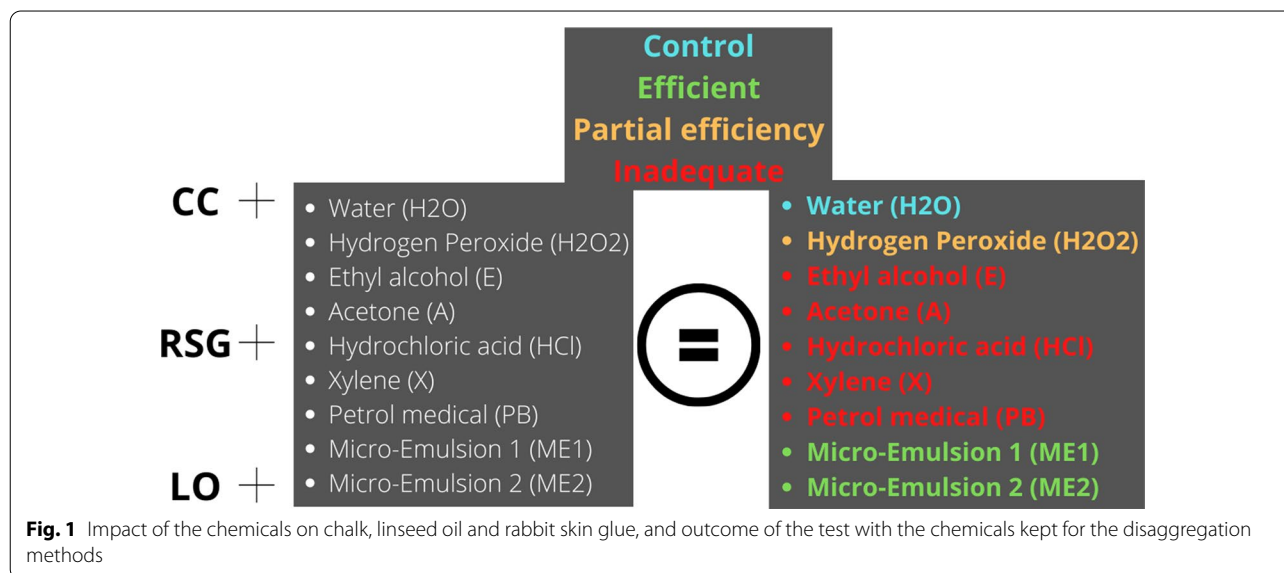 Control
Efficient
Partial efficiency
Inadequate
CC +
RSG +
LO +
• Water (H2O)
• Hydrogen Peroxide (H2O2)
• Ethyl alcohol (E)
• Acetone (A)
• Hydrochloric acid (HCl)
• Xylene (X)
• Petrol medical (PB)
• Micro-Emulsion 1 (ME1)
• Micro-Emulsion 2 (ME2)
=
• Water (H2O)
• Hydrogen Peroxide (H2O2)
• Ethyl alcohol (E)
• Acetone (A)
• Hydrochloric acid (HCl)
• Xylene (X)
• Petrol medical (PB)
• Micro-Emulsion 1 (ME1)
• Micro-Emulsion 2 (ME2)
Fig. 1 Impact of the chemicals on chalk, linseed oil and rabbit skin glue, and outcome of the test with the chemicals kept for the disaggregation
methods